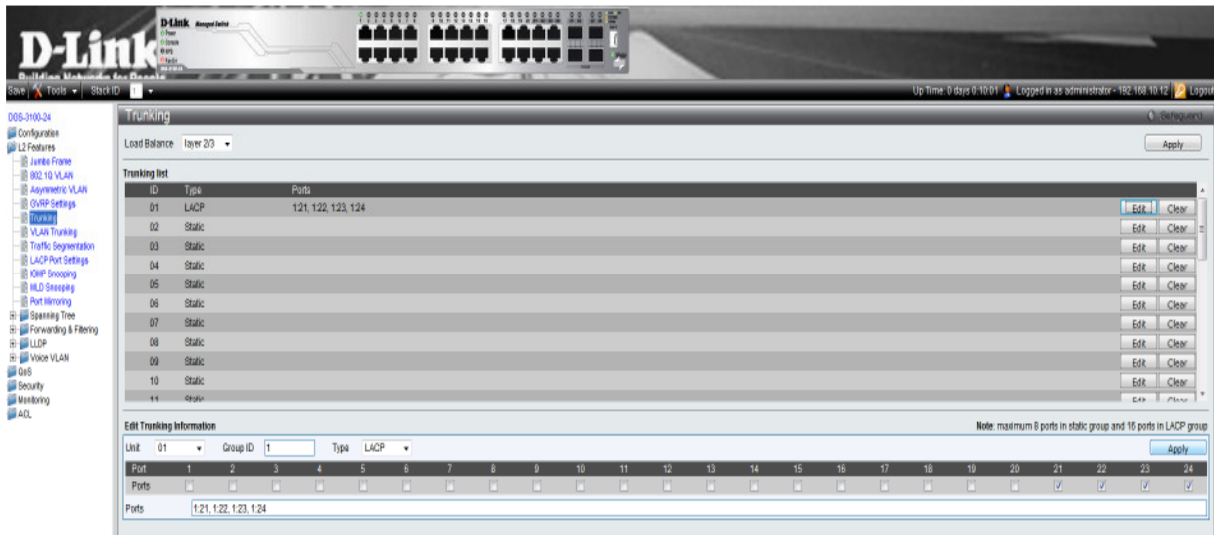 D-Link
Building Networks for People
D-Link
Save Tools Stack ID 1
Up Time: 0 days 0:10:01 Logged in as administrator - 192.168.10.12 Logout
DGS-3100-24
Configuration
L2 Features
Jumbo Frame
802.1Q VLAN
Asymmetric VLAN
GVRP Settings
Trunking
VLAN Trunking
Traffic Segmentation
LACP Port Settings
IGMP Snooping
MLD Snooping
Port Mirroring
Spanning Tree
Forwarding & Filtering
LLDP
Voice VLAN
QoS
Security
Monitoring
ACL
Trunking
Safeguard
Load Balance layer 2/3
Apply
Trunking list
ID Type Ports
01 LACP 1:21, 1:22, 1:23, 1:24 Edit Clear
02 Static Edit Clear
03 Static Edit Clear
04 Static Edit Clear
05 Static Edit Clear
06 Static Edit Clear
07 Static Edit Clear
08 Static Edit Clear
09 Static Edit Clear
10 Static Edit Clear
11 Static Edit Clear
Edit Trunking Information
Note: maximum 8 ports in static group and 16 ports in LACP group
Unit 01 Group ID 1 Type LACP Apply
Port 1 2 3 4 5 6 7 8 9 10 11 12 13 14 15 16 17 18 19 20 21 22 23 24
Ports
Ports 1:21, 1:22, 1:23, 1:24